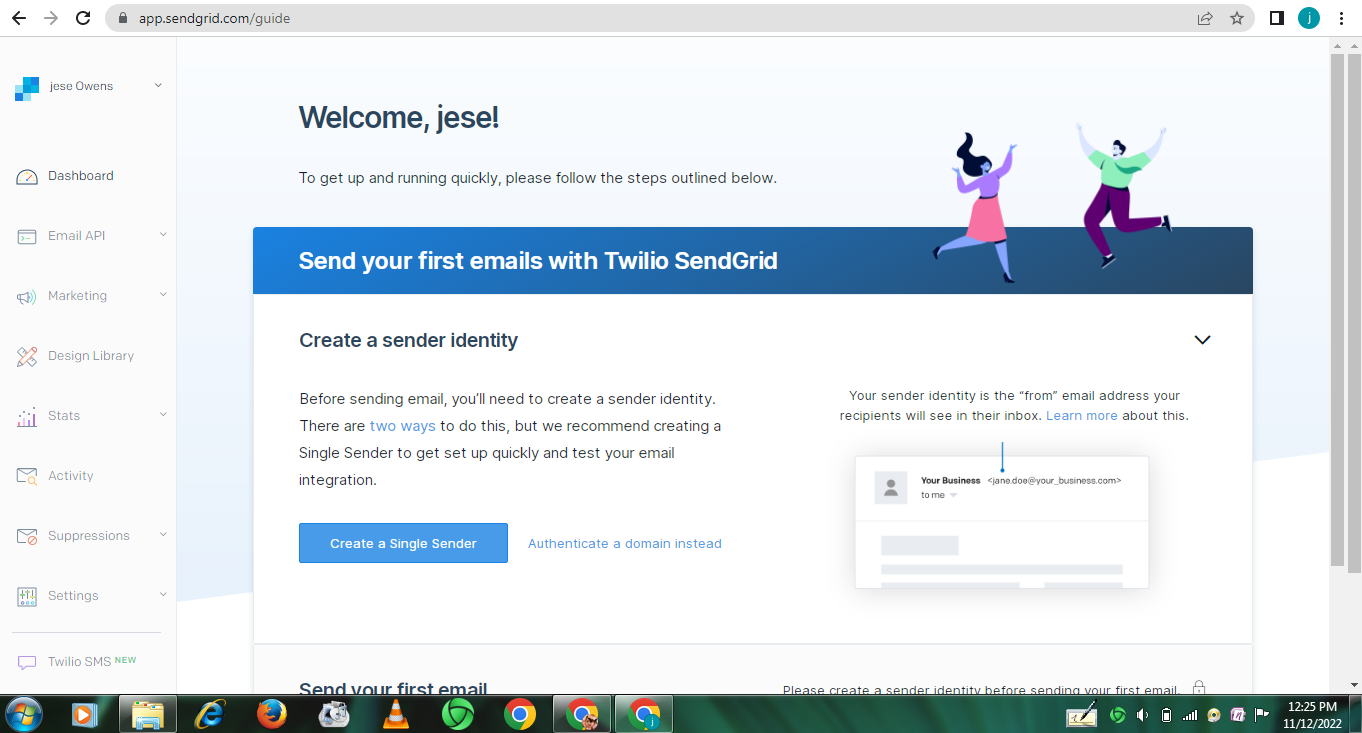 app.sendgrid.com/guide
j
jese Owens
Dashboard
Email API
Marketing
Design Library
Stats
Activity
Suppressions
Settings
Twilio SMS NEW
Welcome, jese!
To get up and running quickly, please follow the steps outlined below.
Send your first emails with Twilio SendGrid
Create a sender identity
Before sending email, you'll need to create a sender identity.
There are two ways to do this, but we recommend creating a
Single Sender to get set up quickly and test your email
integration.
Create a Single Sender
Authenticate a domain instead
Your sender identity is the “from” email address your
recipients will see in their inbox. Learn more about this.
Your Business <jane.doe@your_business.com>
to me
Send your first email
Please create a sender identity before sending your first email.
j
12:25 PM
11/12/2022